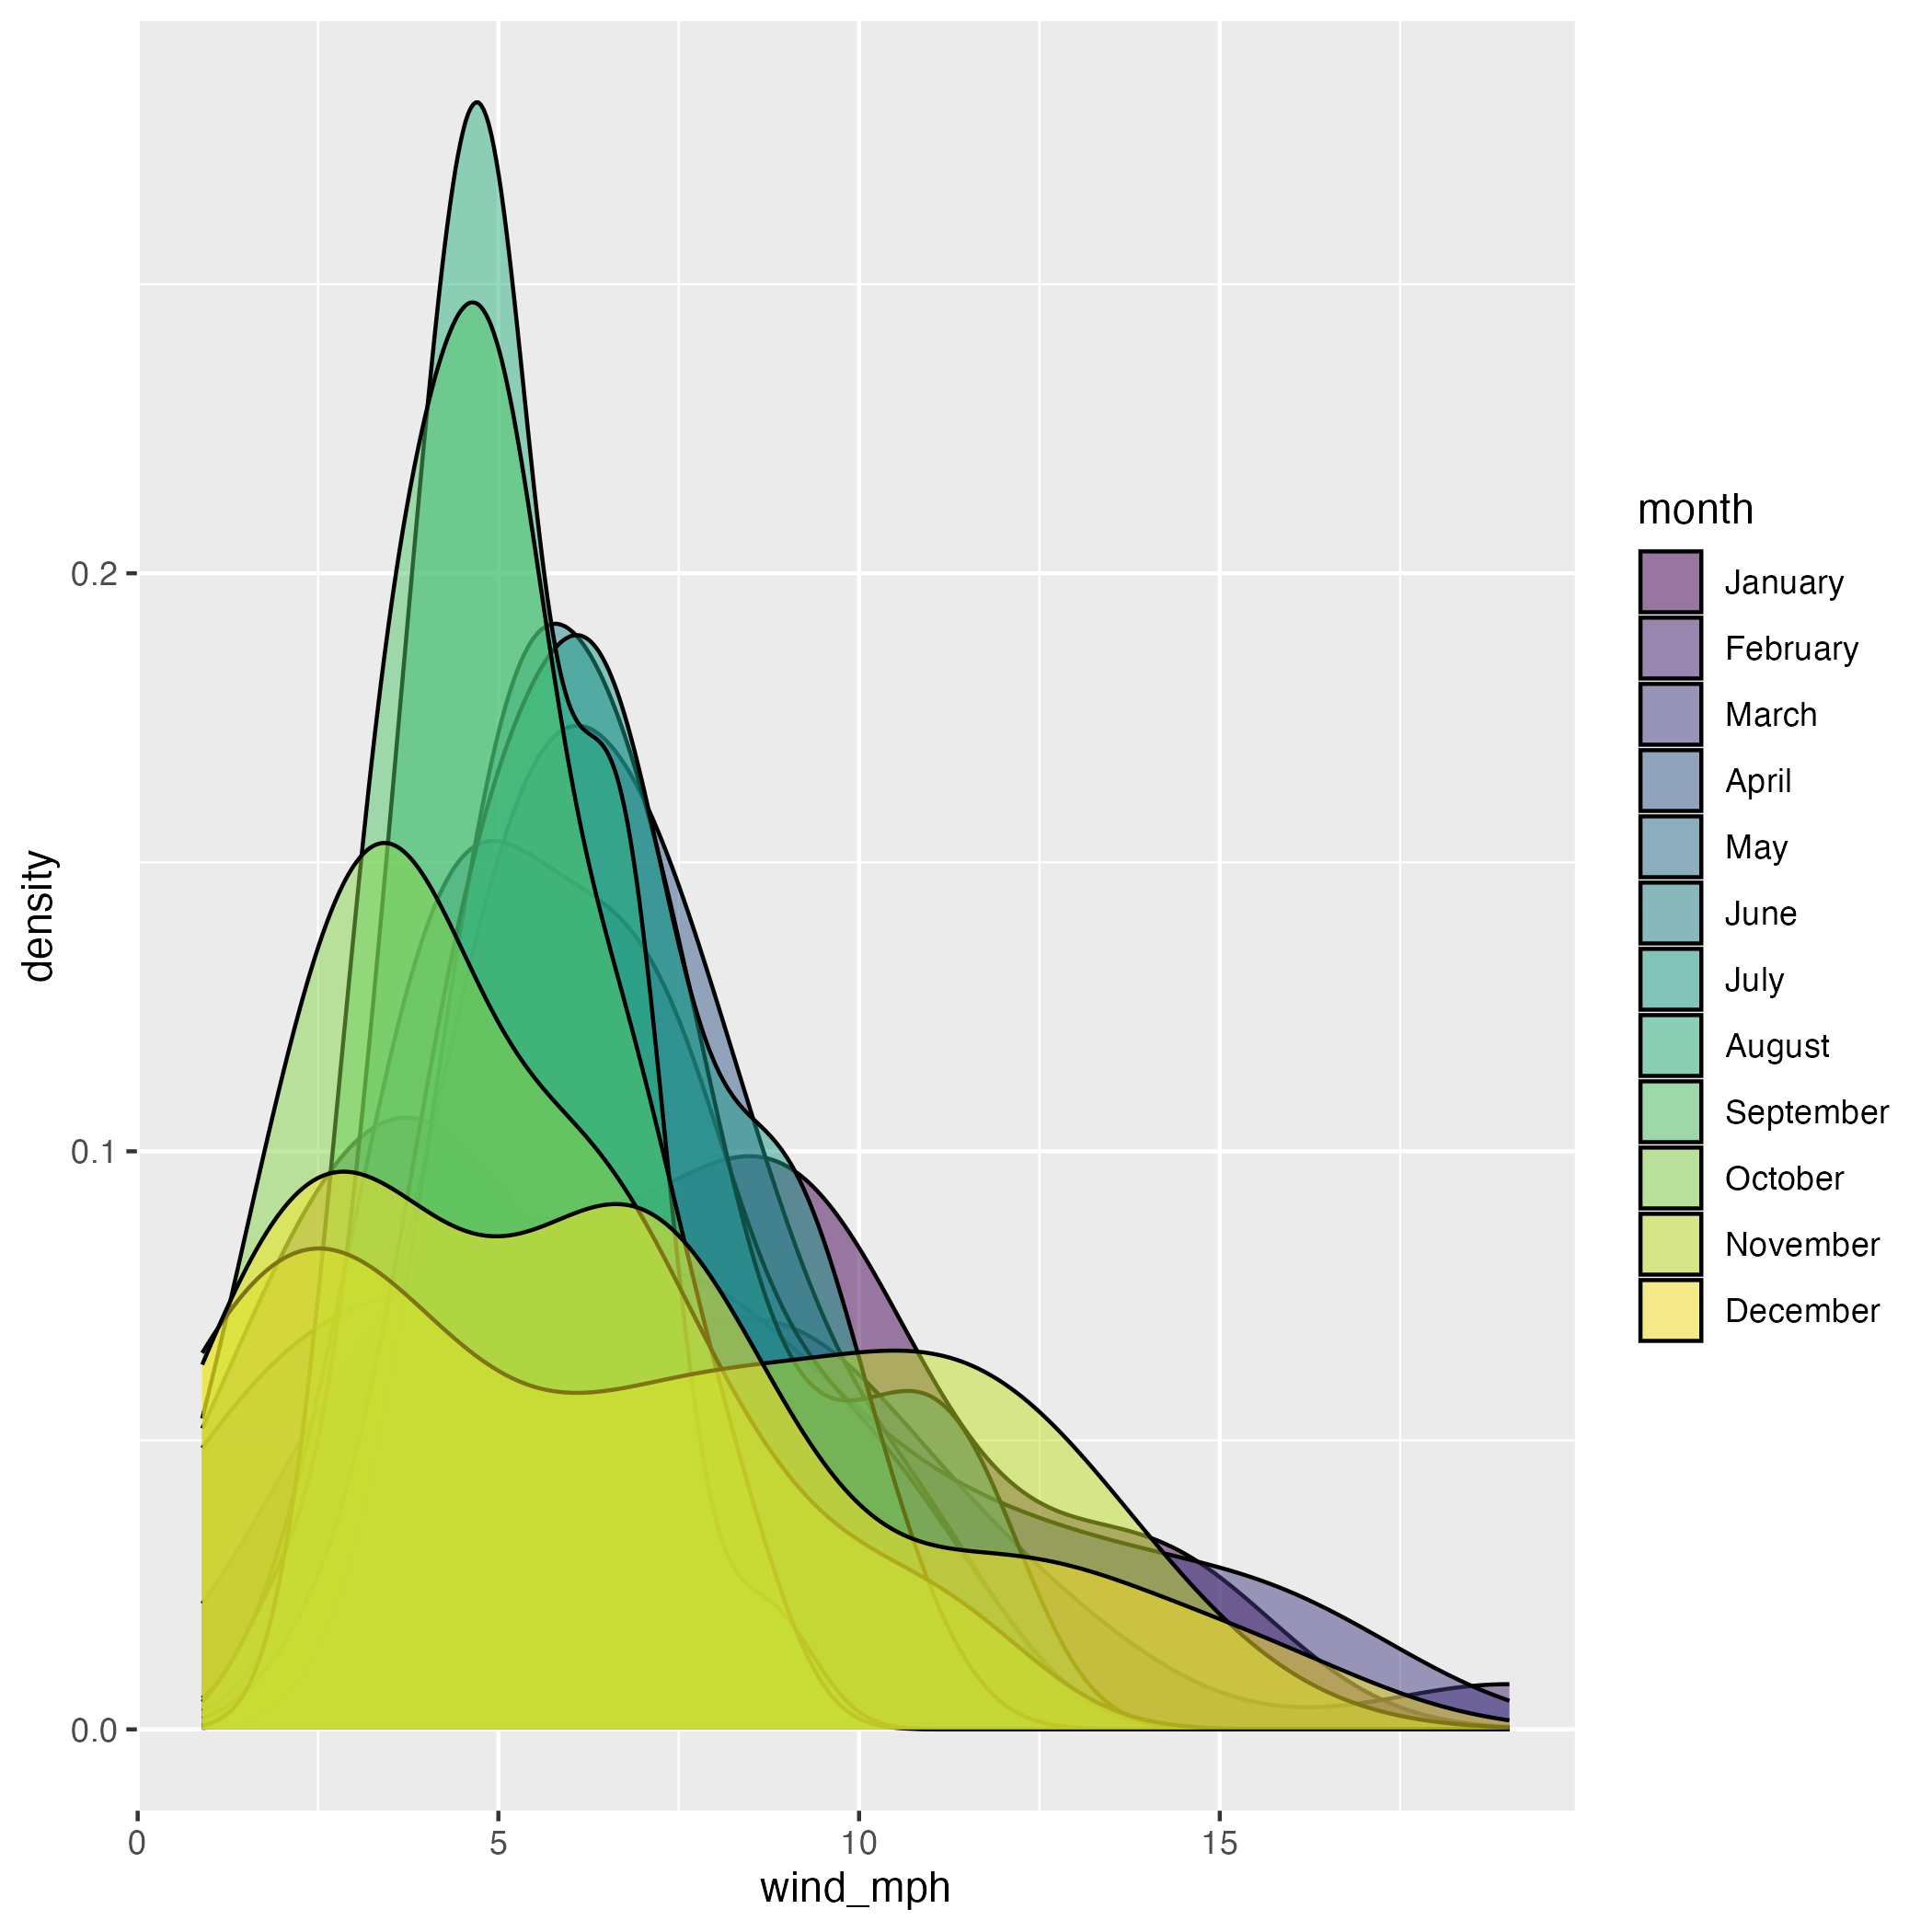 density
0.2
0.1
0.0
0
5
10
15
wind_mph
month
January
February
March
April
May
June
July
August
September
October
November
December